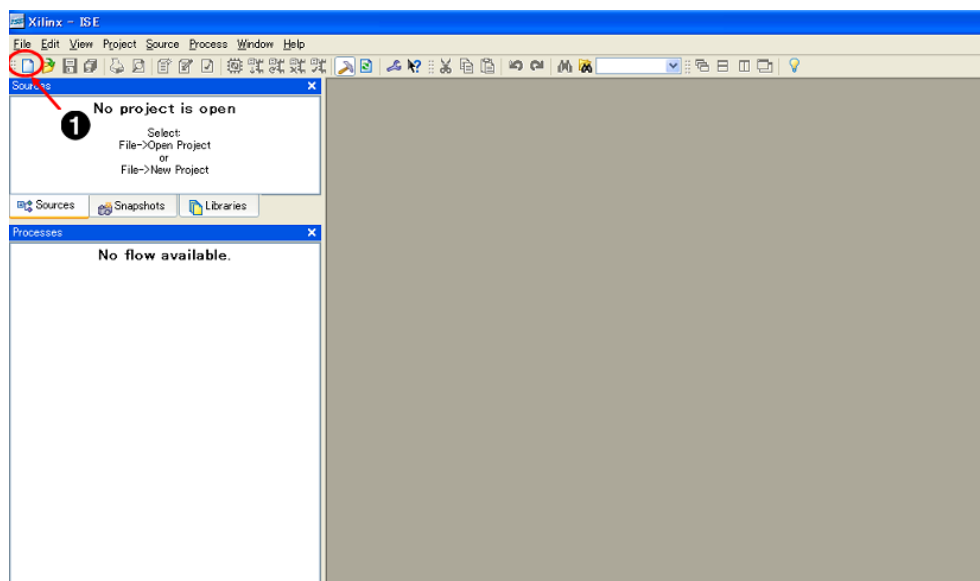 Xilinx - ISE
File Edit View Project Source Process Window Help
Sources
1
No project is open
Select:
File->Open Project
or
File->New Project
Sources Snapshots Libraries
Processes
No flow available.